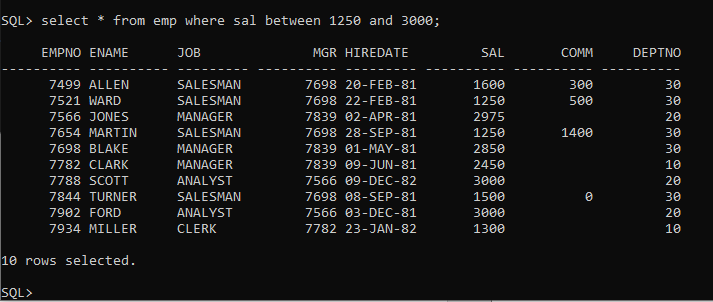 SQL> select * from emp where sal between 1250 and 3000;
     EMPNO ENAME      JOB              MGR HIREDATE         SAL       COMM     DEPTNO
---------- ---------- --------- ---------- --------- ---------- ---------- ----------
      7499 ALLEN      SALESMAN        7698 20-FEB-81       1600        300         30
      7521 WARD       SALESMAN        7698 22-FEB-81       1250        500         30
      7566 JONES      MANAGER         7839 02-APR-81       2975                    20
      7654 MARTIN     SALESMAN        7698 28-SEP-81       1250       1400         30
      7698 BLAKE      MANAGER         7839 01-MAY-81       2850                    30
      7782 CLARK      MANAGER         7839 09-JUN-81       2450                    10
      7788 SCOTT      ANALYST         7566 09-DEC-82       3000                    20
      7844 TURNER     SALESMAN        7698 08-SEP-81       1500          0         30
      7902 FORD       ANALYST         7566 03-DEC-81       3000                    20
      7934 MILLER     CLERK           7782 23-JAN-82       1300                    10
10 rows selected.
SQL>